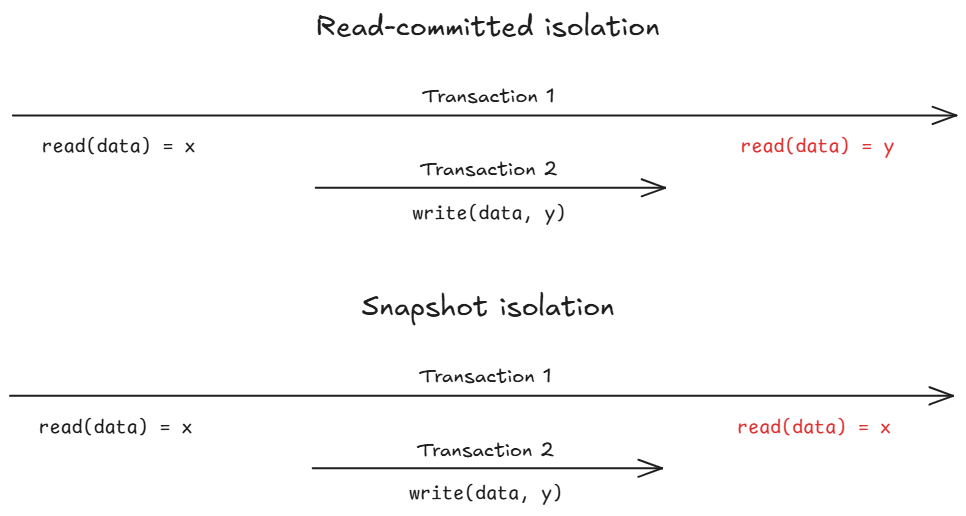 Read-committed isolation
Transaction 1
read(data) = x
read(data) = y
Transaction 2
write(data, y)
Snapshot isolation
Transaction 1
read(data) = x
read(data) = x
Transaction 2
write(data, y)